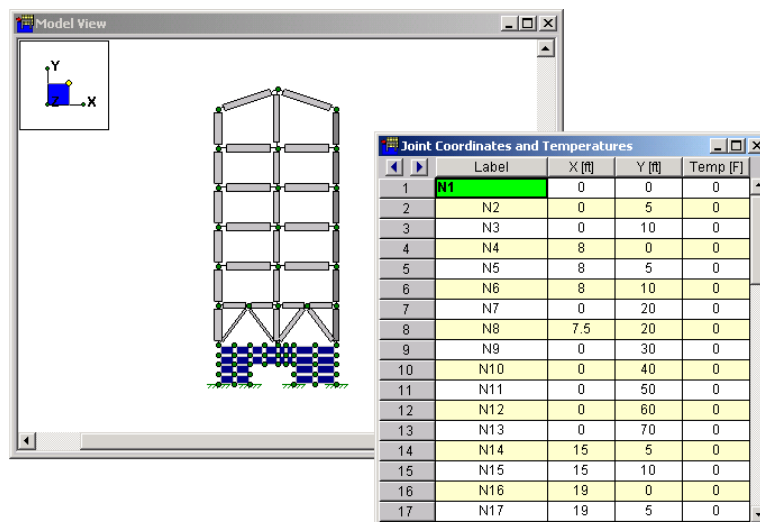 Model View
Y
Z
X
Joint Coordinates and Temperatures
Label X [ft] Y [ft] Temp [F]
1 N1 0 0 0
2 N2 0 5 0
3 N3 0 10 0
4 N4 8 0 0
5 N5 8 5 0
6 N6 8 10 0
7 N7 0 20 0
8 N8 7.5 20 0
9 N9 0 30 0
10 N10 0 40 0
11 N11 0 50 0
12 N12 0 60 0
13 N13 0 70 0
14 N14 15 5 0
15 N15 15 10 0
16 N16 19 0 0
17 N17 19 5 0